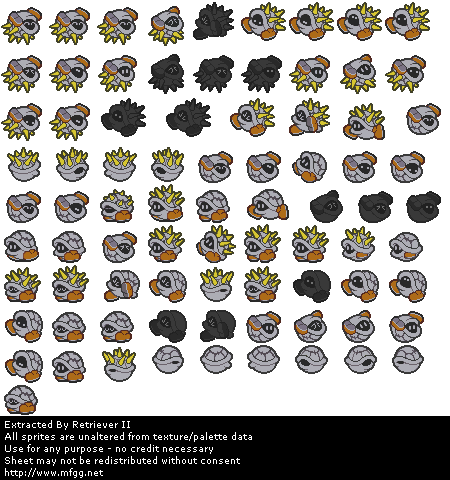 Extracted By Retriever II
All sprites are unaltered from texture/palette data
Use for any purpose - no credit necessary
Sheet may not be redistributed without consent
http://www.mfgg.net